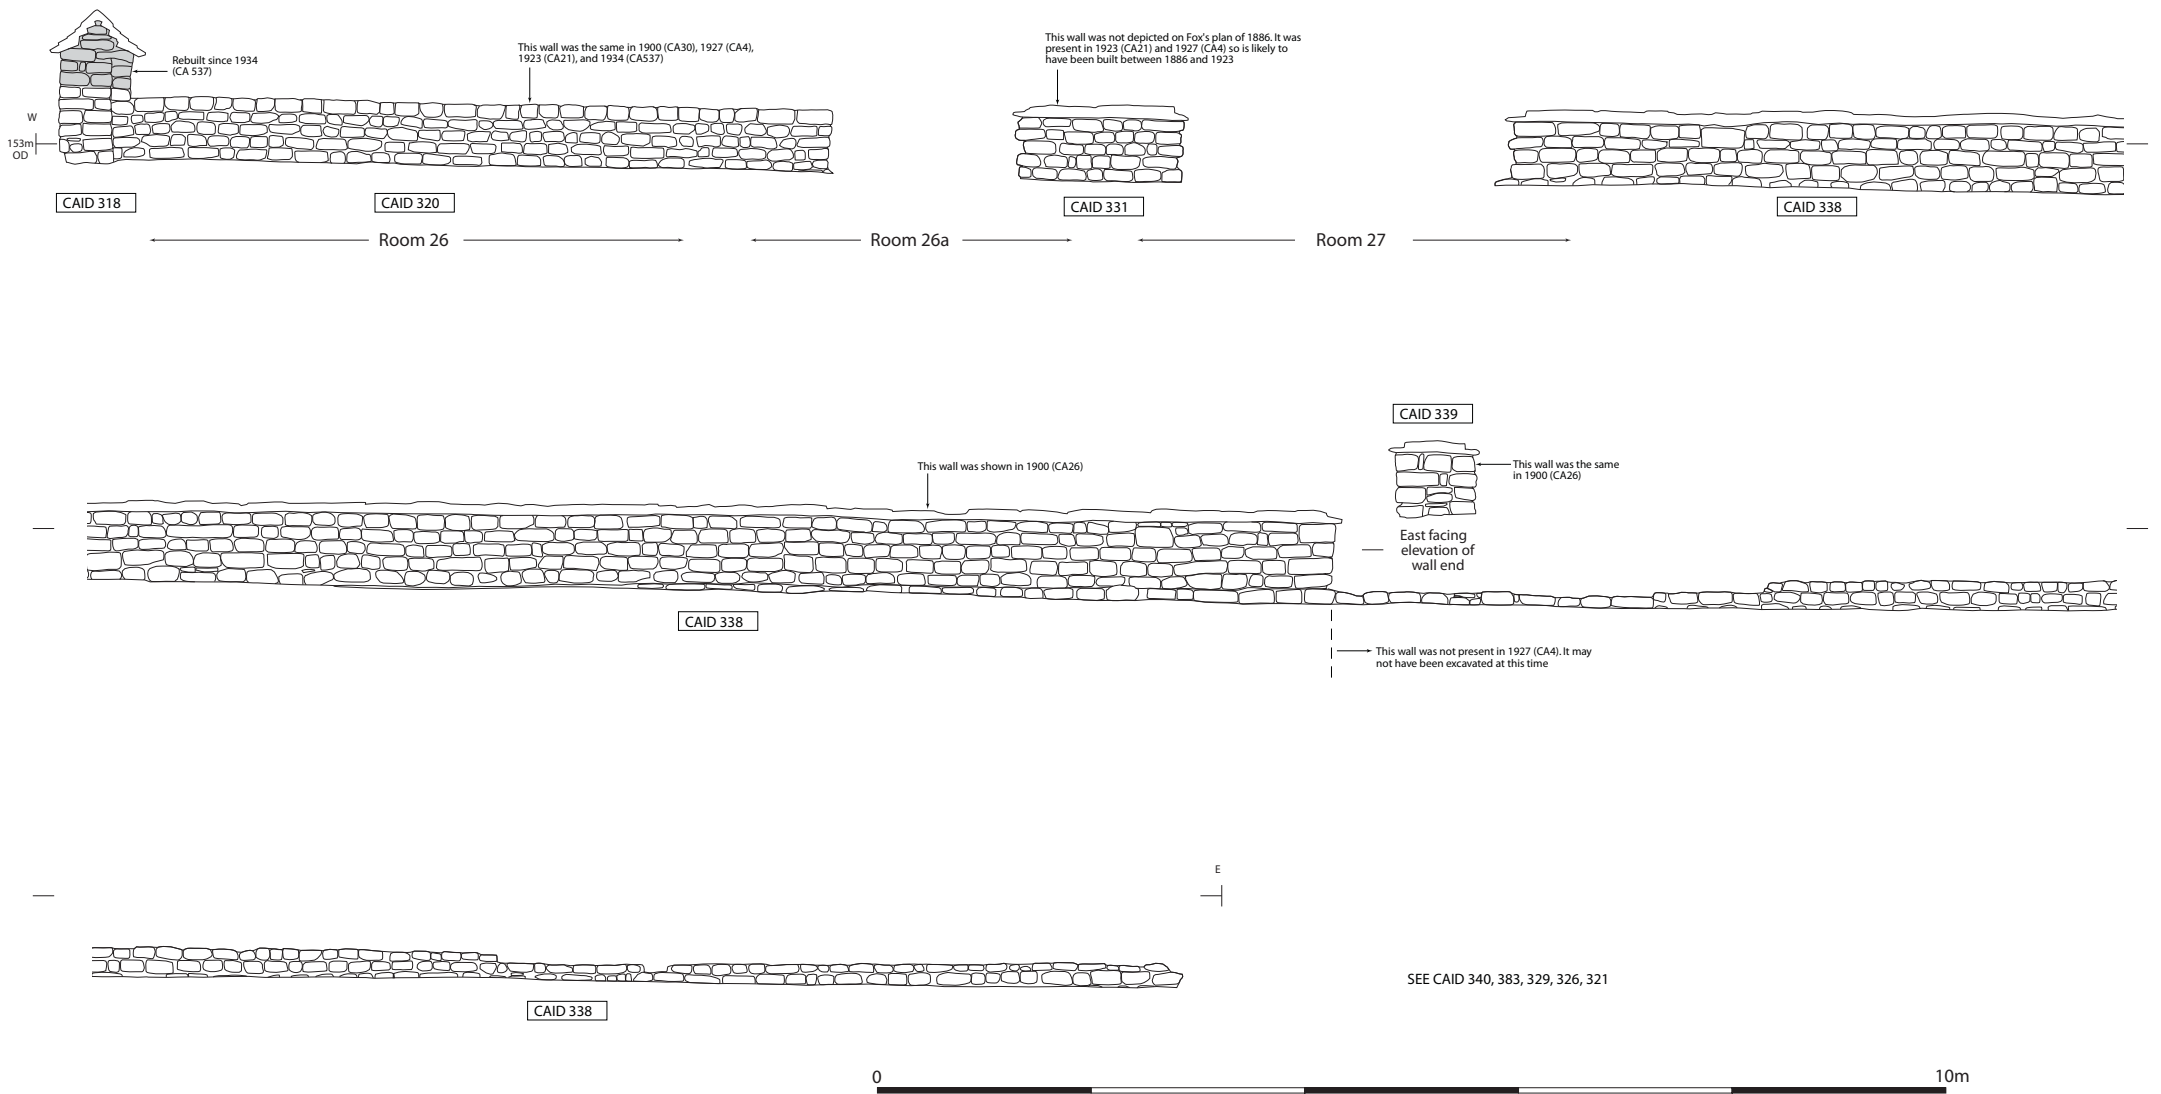 Rebuilt since 1934
(CA 537)
This wall was the same in 1900 (CA30), 1927 (CA4),
1923 (CA21), and 1934 (CA537)
This wall was not depicted on Fox's plan of 1886. It was
present in 1923 (CA21) and 1927 (CA4) so is likely to
have been built between 1886 and 1923
W
153m
OD
CAID 318
CAID 320
CAID 331
CAID 338
Room 26
Room 26a
Room 27
CAID 339
This wall was shown in 1900 (CA26)
This wall was the same
in 1900 (CA26)
East facing
elevation of
wall end
CAID 338
This wall was not present in 1927 (CA4). It may
not have been excavated at this time
E
SEE CAID 340, 383, 329, 326, 321
CAID 338
0
10m